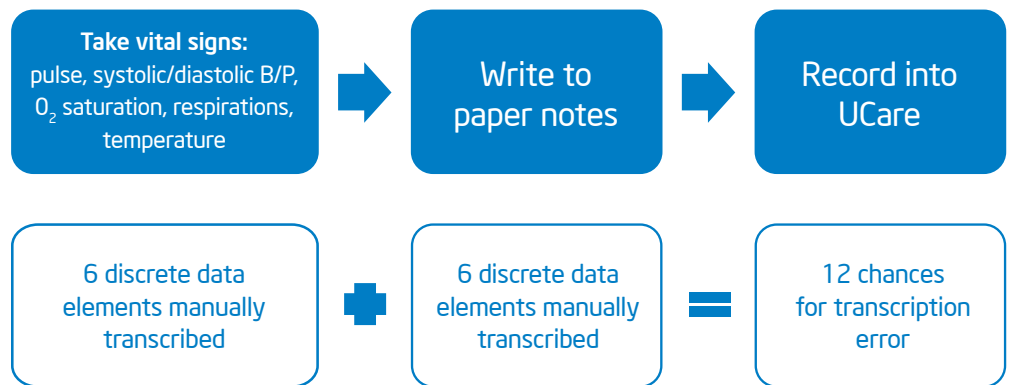 Take vital signs:
pulse, systolic/diastolic B/P,
O₂ saturation, respirations,
temperature
Write to
paper notes
Record into
UCare
6 discrete data
elements manually
transcribed
6 discrete data
elements manually
transcribed
12 chances
for transcription
error